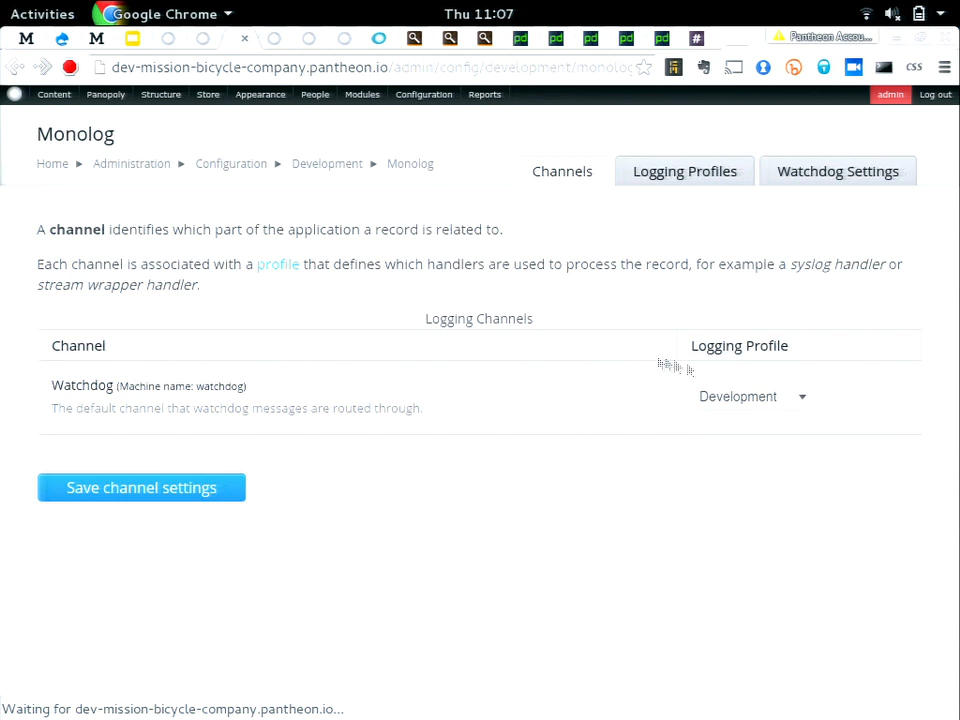 Activities
Google Chrome
Thu 11:07
Pantheon Accou...
dev-mission-bicycle-company.pantheon.io/admin/config/development/monolog
CSS
Content
Panopoly
Structure
Store
Appearance
People
Modules
Configuration
Reports
admin
Log out
Monolog
Home ▶ Administration ▶ Configuration ▶ Development ▶ Monolog
Channels
Logging Profiles
Watchdog Settings
A channel identifies which part of the application a record is related to.
Each channel is associated with a profile that defines which handlers are used to process the record, for example a syslog handler or
stream wrapper handler.
Logging Channels
Channel
Logging Profile
Watchdog (Machine name: watchdog)
The default channel that watchdog messages are routed through.
Development
Save channel settings
Waiting for dev-mission-bicycle-company.pantheon.io...